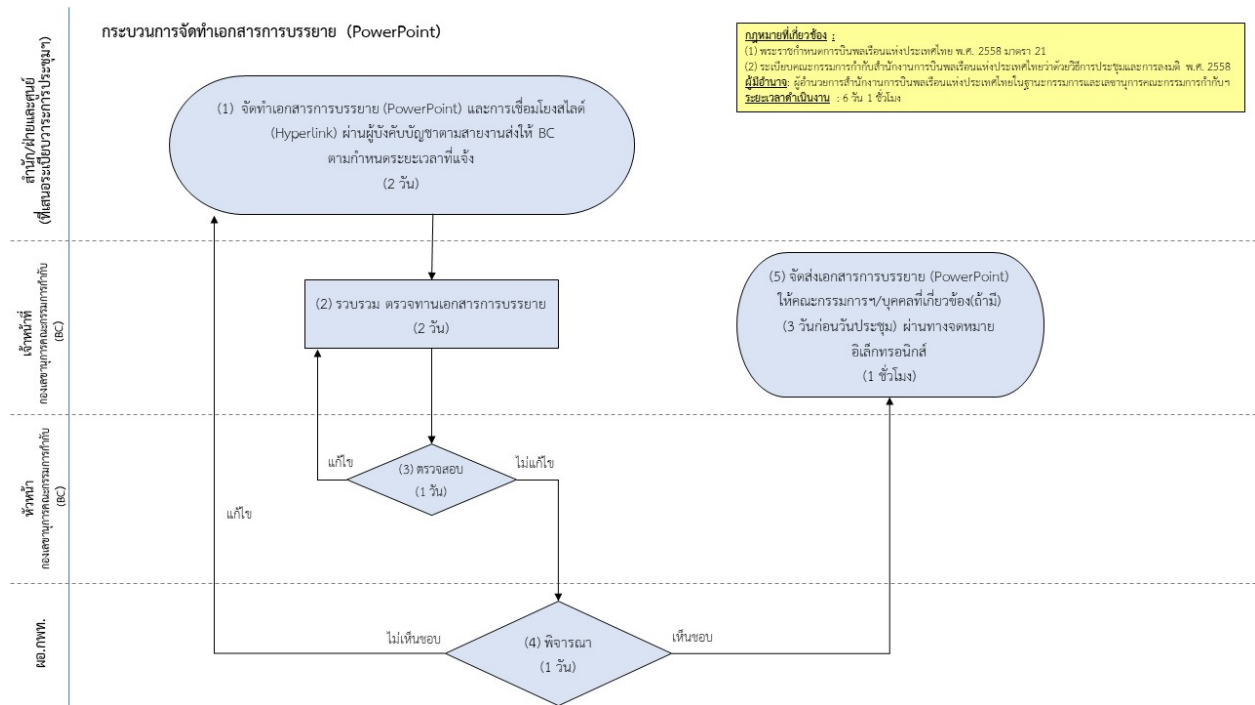 กระบวนการจัดทำเอกสารการบรรยาย (PowerPoint)
กฎหมายที่เกี่ยวข้อง :
(1) พระราชกำหนดการบินพลเรือนแห่งประเทศไทย พ.ศ. 2558 มาตรา 21
(2) ระเบียบคณะกรรมการกำกับสำนักงานการบินพลเรือนแห่งประเทศไทยว่าด้วยวิธีการประชุมและการลงมติ พ.ศ. 2558
ผู้มีอำนาจ: ผู้อำนวยการสำนักงานการบินพลเรือนแห่งประเทศไทยในฐานะกรรมการและเลขานุการคณะกรรมการกำกับฯ
ระยะเวลาดำเนินงาน : 6 วัน 1 ชั่วโมง
สำนัก/ฝ่ายและศูนย์
(ที่เสนอระเบียบวาระการประชุมฯ)
(1) จัดทำเอกสารการบรรยาย (PowerPoint) และการเชื่อมโยงสไลด์
(Hyperlink) ผ่านผู้บังคับบัญชาตามสายงานส่งให้ BC
ตามกำหนดระยะเวลาที่แจ้ง
(2 วัน)
เจ้าหน้าที่
กองเลขานุการคณะกรรมการกำกับ
(BC)
(2) รวบรวม ตรวจทานเอกสารการบรรยาย
(2 วัน)
(5) จัดส่งเอกสารการบรรยาย (PowerPoint)
ให้คณะกรรมการฯ/บุคคลที่เกี่ยวข้อง(ถ้ามี)
(3 วันก่อนวันประชุม) ผ่านทางจดหมาย
อิเล็กทรอนิกส์
(1 ชั่วโมง)
หัวหน้า
กองเลขานุการคณะกรรมการกำกับ
(BC)
แก้ไข
(3) ตรวจสอบ
(1 วัน)
ไม่แก้ไข
แก้ไข
ผอ.กพท.
ไม่เห็นชอบ
(4) พิจารณา
(1 วัน)
เห็นชอบ